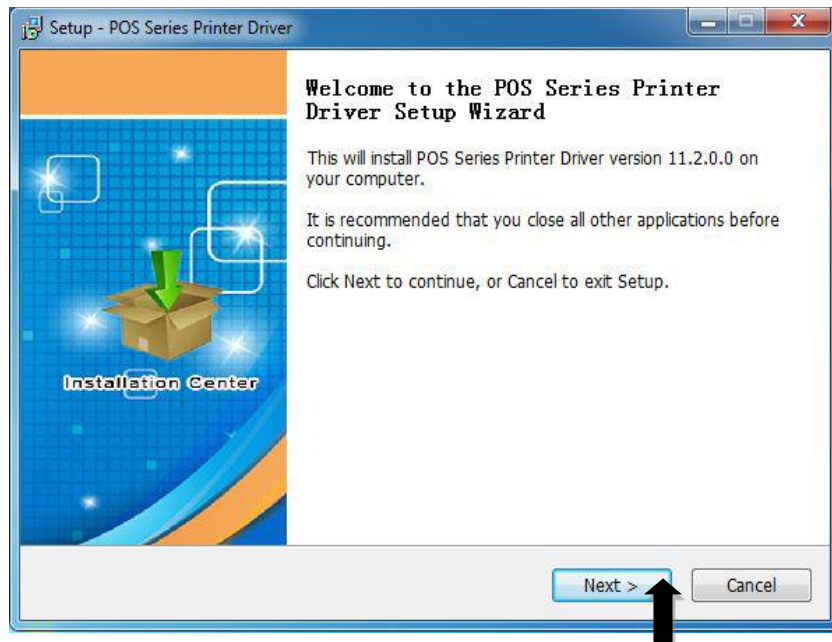 Setup - POS Series Printer Driver
Welcome to the POS Series Printer
Driver Setup Wizard
This will install POS Series Printer Driver version 11.2.0.0 on
your computer.
It is recommended that you close all other applications before
continuing.
Click Next to continue, or Cancel to exit Setup.
Installation Center
Next >
Cancel